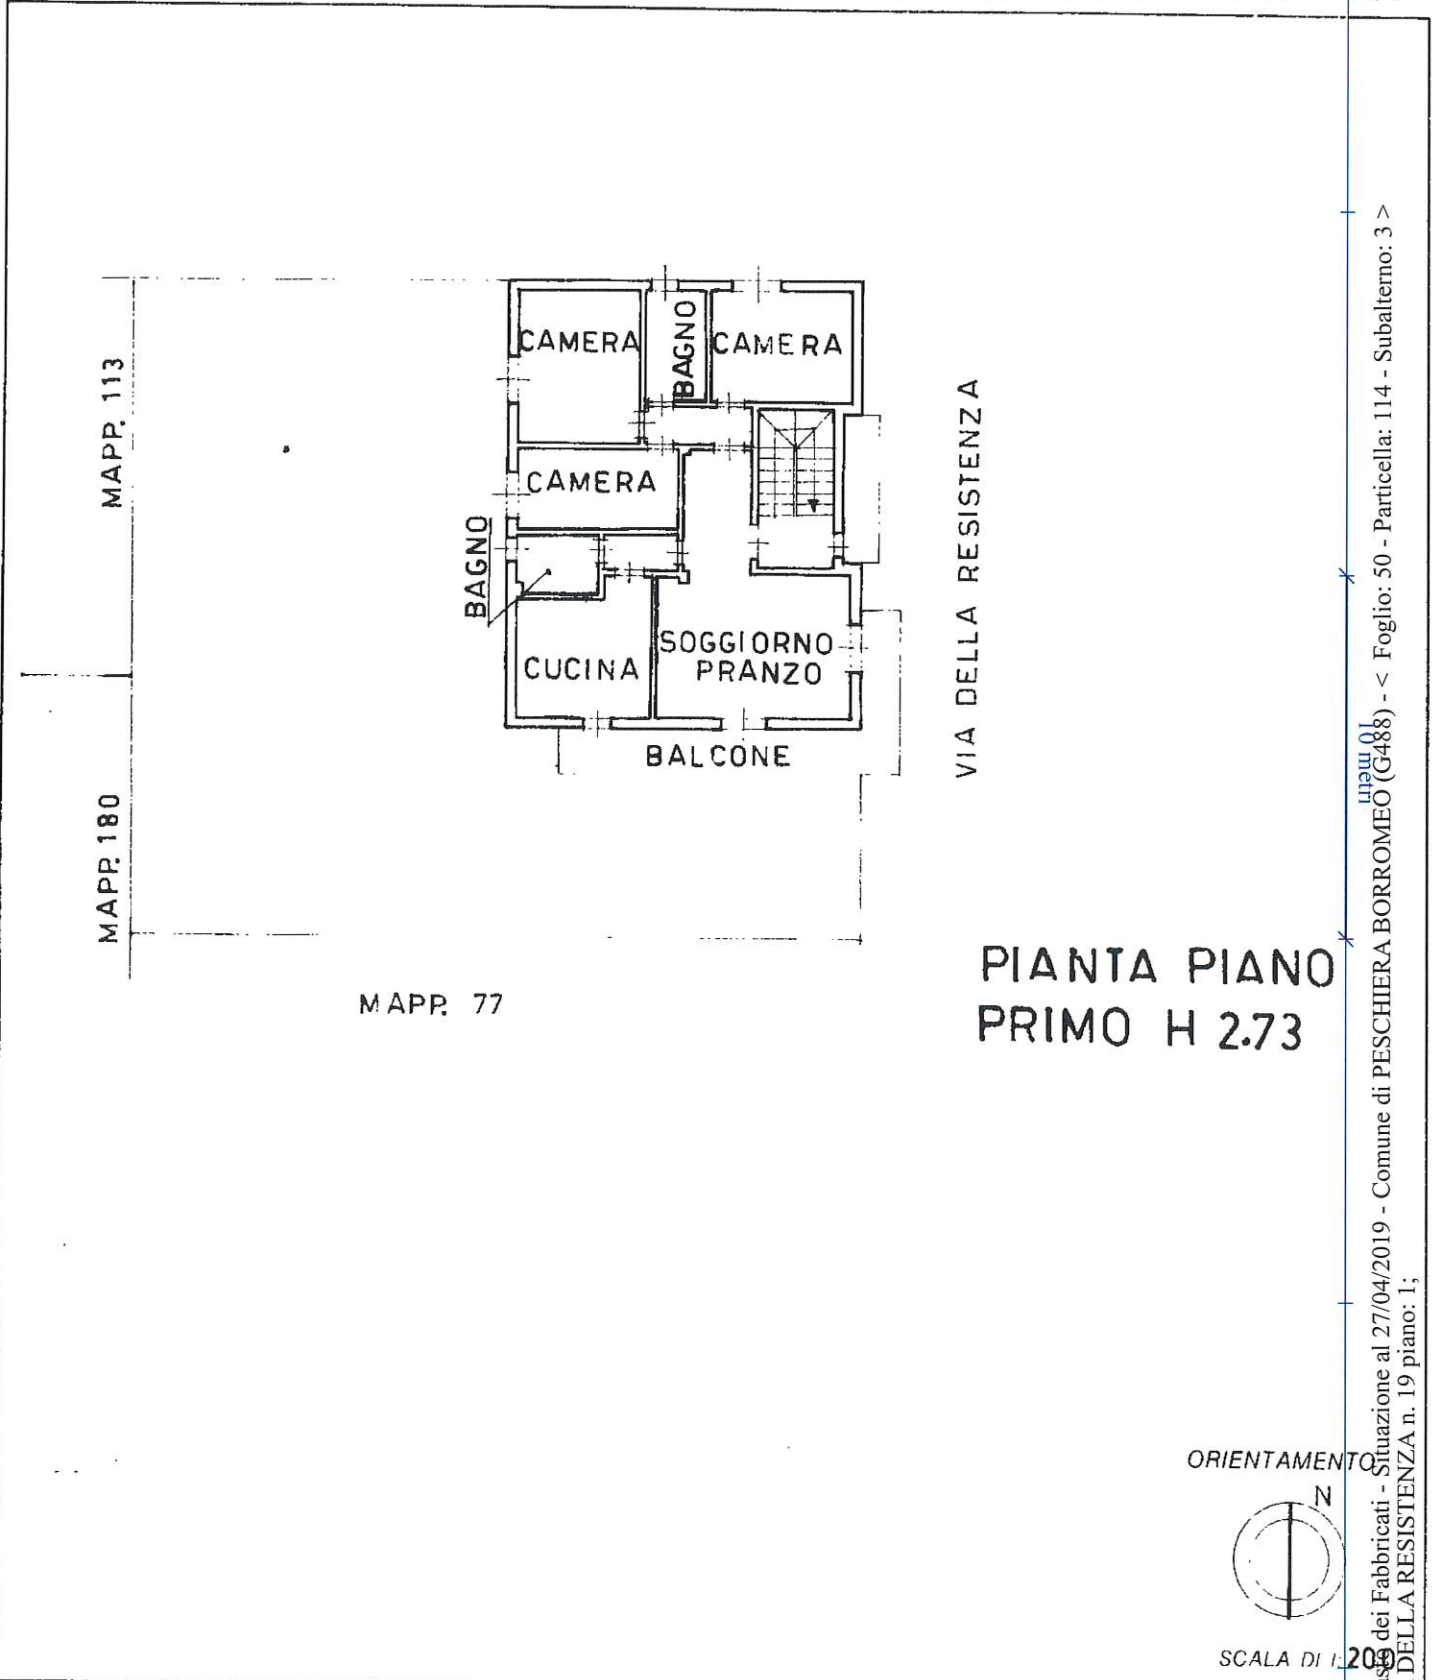 CAMERA
BAGNO
CAMERA
CAMERA
BAGNO
CUCINA
SOGGIORNO
PRANZO
BALCONE
MAPP. 113
MAPP. 180
MAPP. 77
VIA DELLA RESISTENZA
PIANTA PIANO
PRIMO H 2.73
10 metri
ORIENTAMENTO
N
SCALA DI 1: 200
dei Fabbricati - Situazione al 27/04/2019 - Comune di PESCHIERA BORROMEO (G488) - < Foglio: 50 - Particella: 114 - Subalterno: 3 >
DELLA RESISTENZA n. 19 piano: 1;